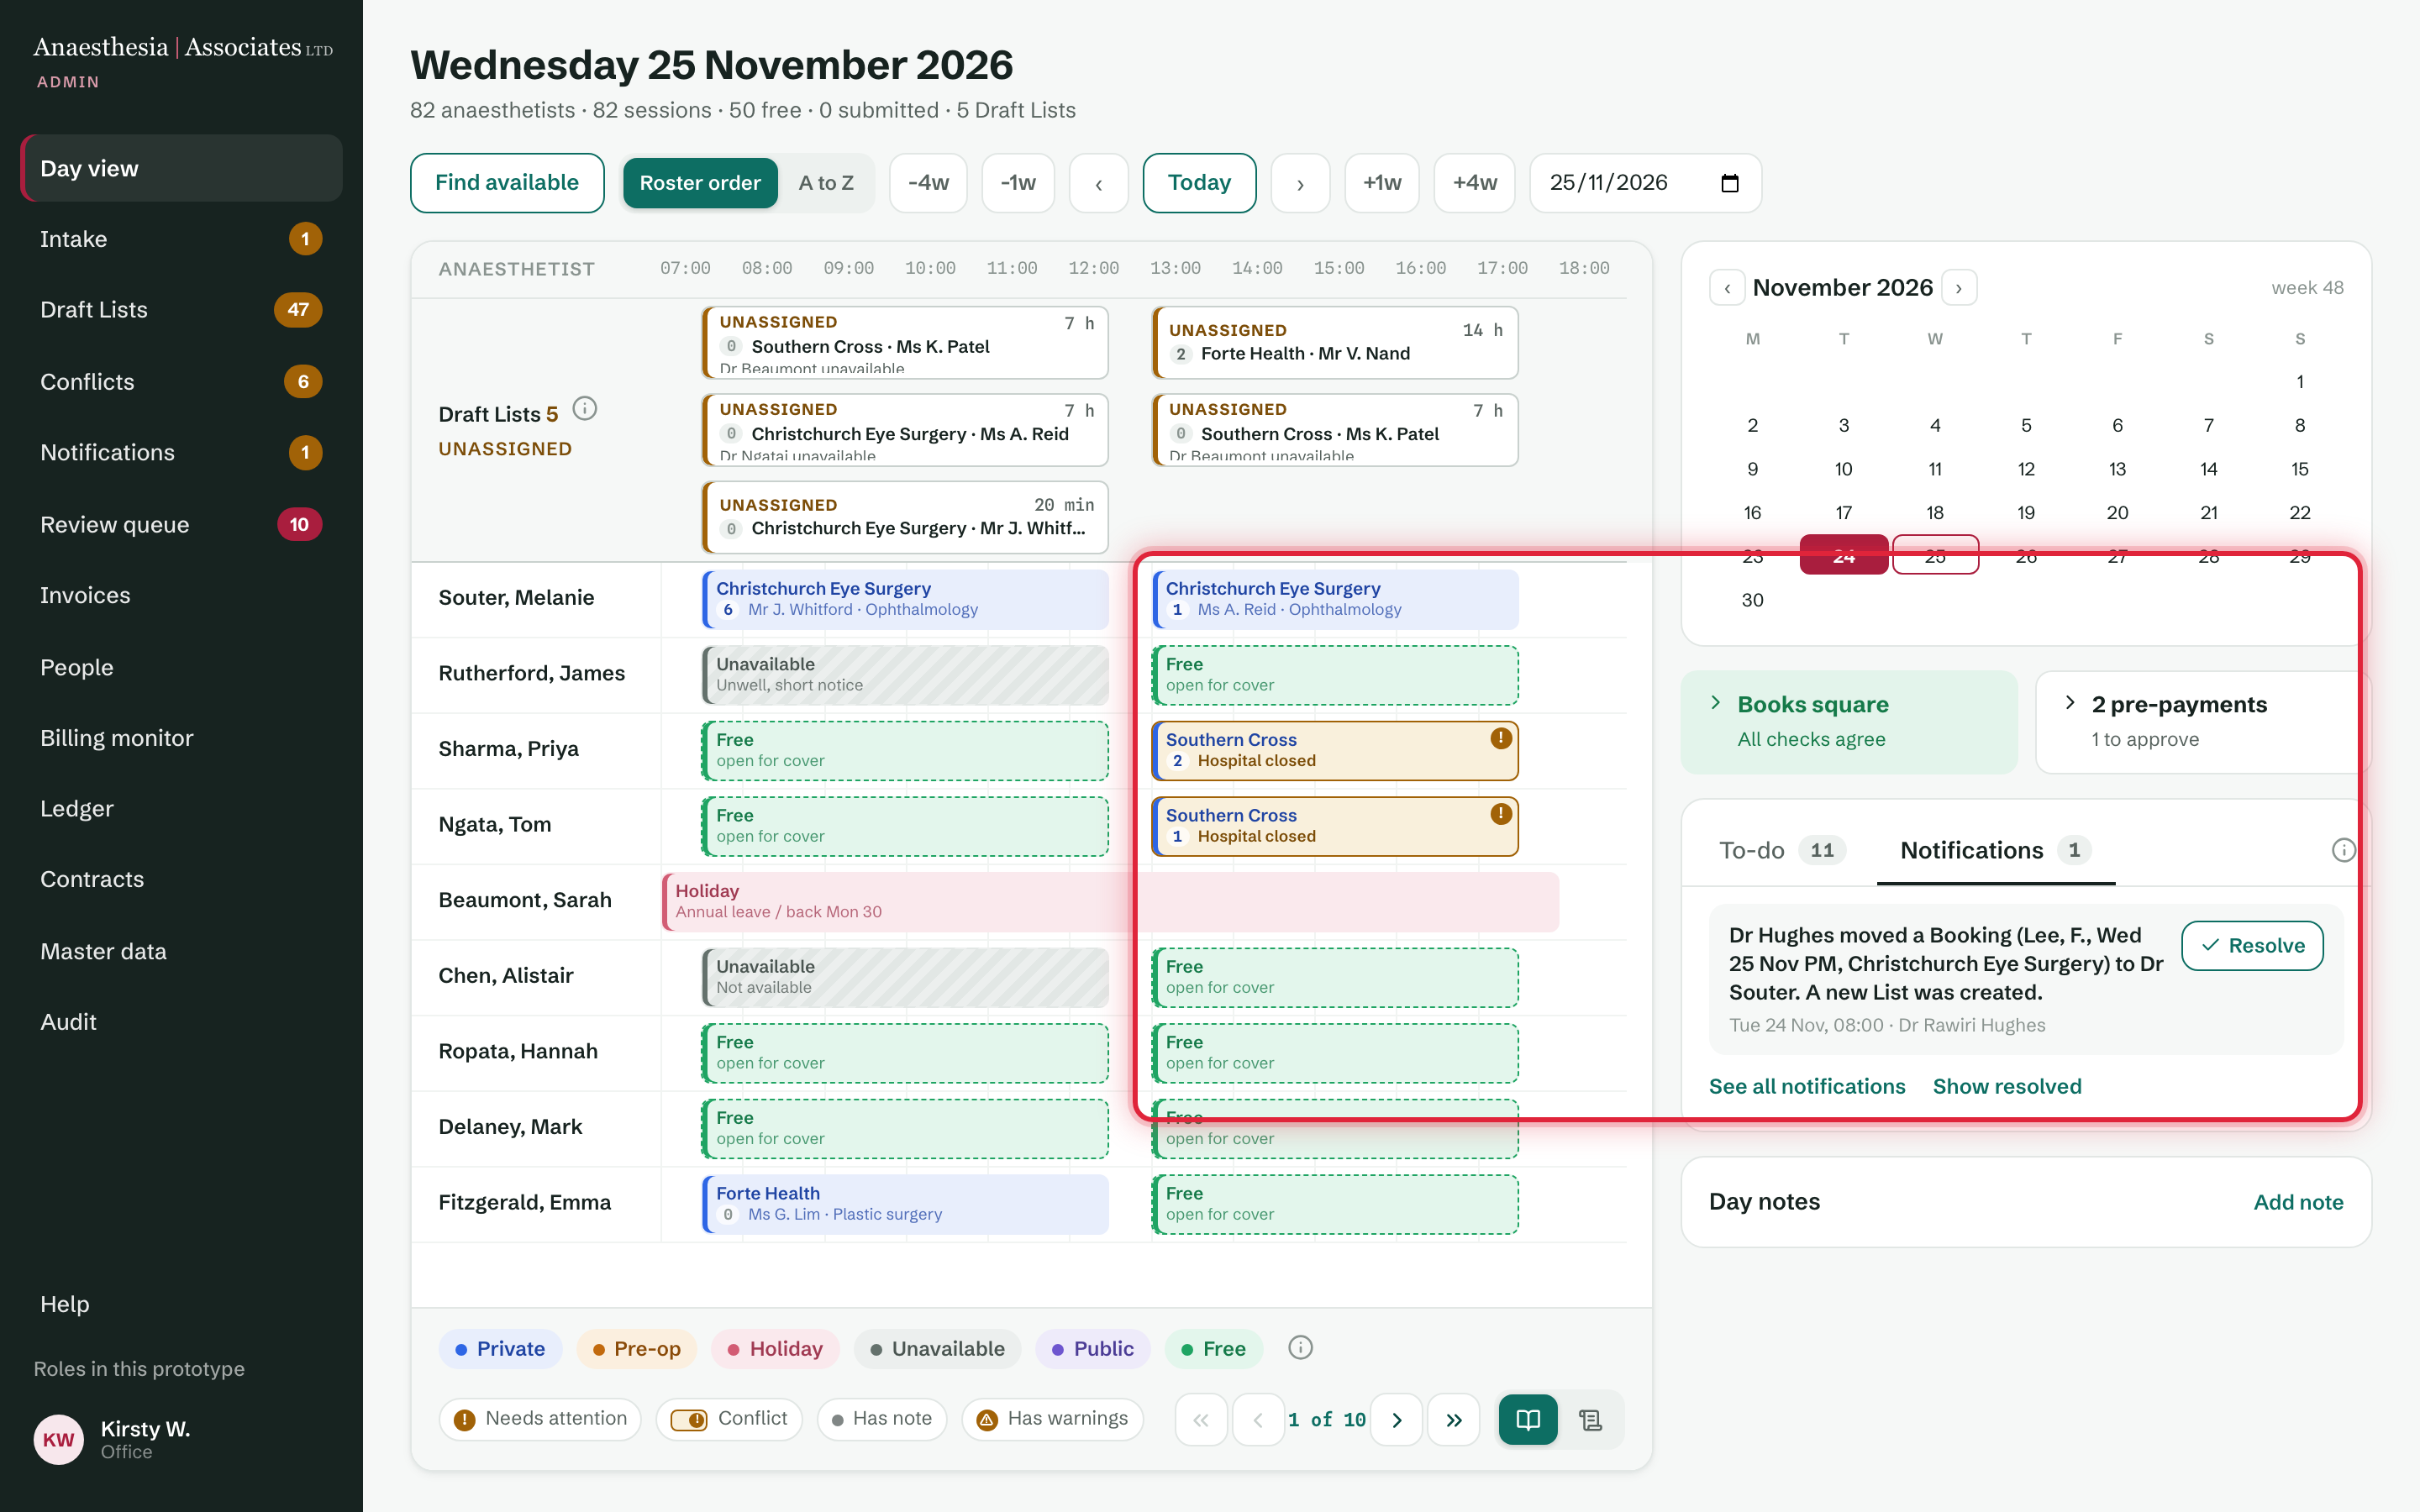 Anaesthesia | Associates LTD
ADMIN
Day view
Intake 1
Draft Lists 47
Conflicts 6
Notifications 1
Review queue 10
Invoices
People
Billing monitor
Ledger
Contracts
Master data
Audit
Help
Roles in this prototype
KW Kirsty W.
Office
Wednesday 25 November 2026
82 anaesthetists · 82 sessions · 50 free · 0 submitted · 5 Draft Lists
Find available Roster order A to Z -4w -1w ‹ Today › +1w +4w 25/11/2026
ANAESTHETIST 07:00 08:00 09:00 10:00 11:00 12:00 13:00 14:00 15:00 16:00 17:00 18:00
Draft Lists 5
UNASSIGNED
UNASSIGNED 7 h
0 Southern Cross · Ms K. Patel
Dr Beaumont unavailable
UNASSIGNED 14 h
2 Forte Health · Mr V. Nand
UNASSIGNED 7 h
0 Christchurch Eye Surgery · Ms A. Reid
Dr Ngatai unavailable
UNASSIGNED 7 h
0 Southern Cross · Ms K. Patel
Dr Beaumont unavailable
UNASSIGNED 20 min
0 Christchurch Eye Surgery · Mr J. Whitf...
Souter, Melanie
Christchurch Eye Surgery
6 Mr J. Whitford · Ophthalmology
Christchurch Eye Surgery
1 Ms A. Reid · Ophthalmology
Rutherford, James
Unavailable
Unwell, short notice
Free
open for cover
Sharma, Priya
Free
open for cover
Southern Cross !
2 Hospital closed
Ngata, Tom
Free
open for cover
Southern Cross !
1 Hospital closed
Beaumont, Sarah
Holiday
Annual leave / back Mon 30
Chen, Alistair
Unavailable
Not available
Free
open for cover
Ropata, Hannah
Free
open for cover
Free
open for cover
Delaney, Mark
Free
open for cover
Free
open for cover
Fitzgerald, Emma
Forte Health
0 Ms G. Lim · Plastic surgery
Free
open for cover
Private Pre-op Holiday Unavailable Public Free
! Needs attention ! Conflict Has note Has warnings « ‹ 1 of 10 › »
‹ November 2026 › week 48
M T W T F S S
1
2 3 4 5 6 7 8
9 10 11 12 13 14 15
16 17 18 19 20 21 22
23 24 25 26 27 28 29
30
› Books square
All checks agree
› 2 pre-payments
1 to approve
To-do 11 Notifications 1
Dr Hughes moved a Booking (Lee, F., Wed
25 Nov PM, Christchurch Eye Surgery) to Dr
Souter. A new List was created.
Tue 24 Nov, 08:00 · Dr Rawiri Hughes
✓ Resolve
See all notifications Show resolved
Day notes Add note